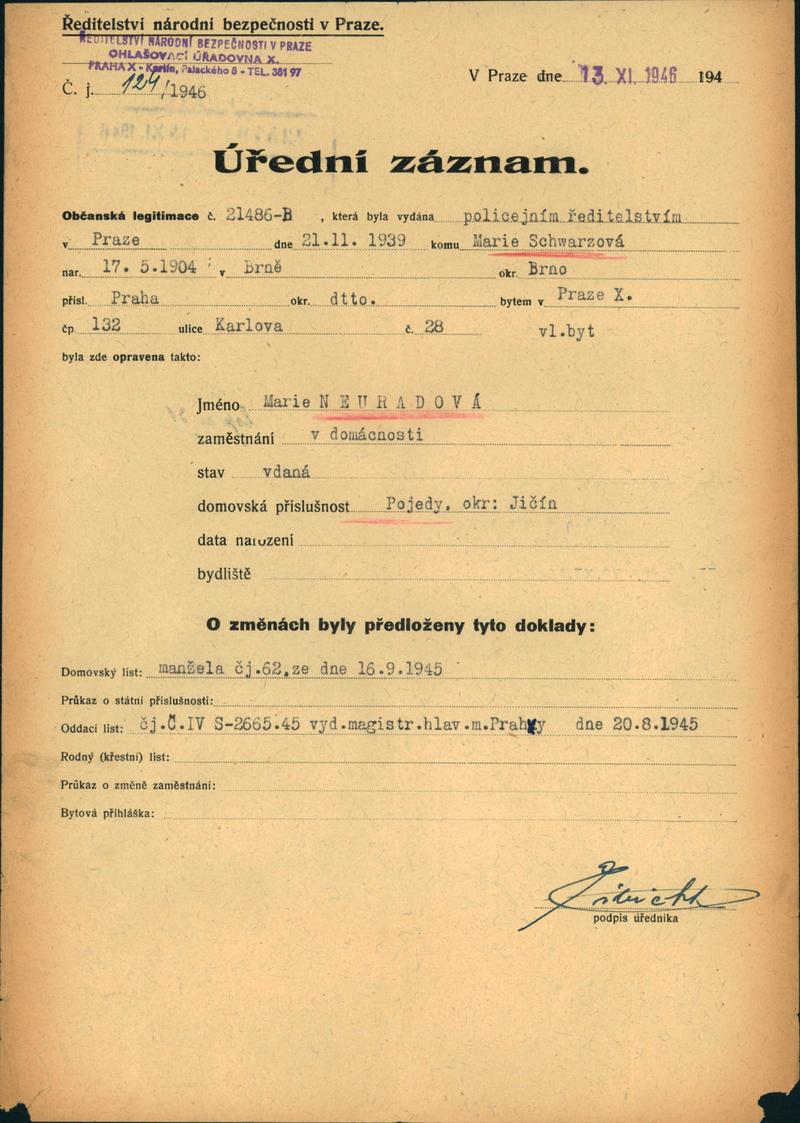 Ředitelství národní bezpečnosti v Praze.
ŘEDITELSTVÍ NÁRODNÍ BEZPEČNOSTI V PRAZE
OHLAŠOVACÍ ÚŘADOVNA X.
PRAHA X - Karlín, Palackého 8 - TEL. 381 97
Č. j. 124/1946
V Praze dne 13. XI. 1946 194
Úřední záznam.
Občanská legitimace č. 21486-B , která byla vydána policejním ředitelstvím
v Praze dne 21.11. 1939 komu Marie Schwarzová
nar. 17. 5.1904 v Brně okr. Brno
přísl. Praha okr. dtto. bytem v Praze X.
čp. 132 ulice Karlova č. 28 vl.byt
byla zde opravena takto:
Jméno Marie NEURADOVÁ
zaměstnání v domácnosti
stav vdaná
domovská příslušnost Pojedy, okr: Jičín
data narození
bydliště
O změnách byly předloženy tyto doklady:
Domovský list: manžela čj.62,ze dne 16.9.1945
Průkaz o státní příslušnosti:
Oddací list: čj.Č.IV S-2665.45 vyd.magistr.hlav.m.Prahy dne 20.8.1945
Rodný (křestní) list:
Průkaz o změně zaměstnání:
Bytová přihláška:
podpis úředníka